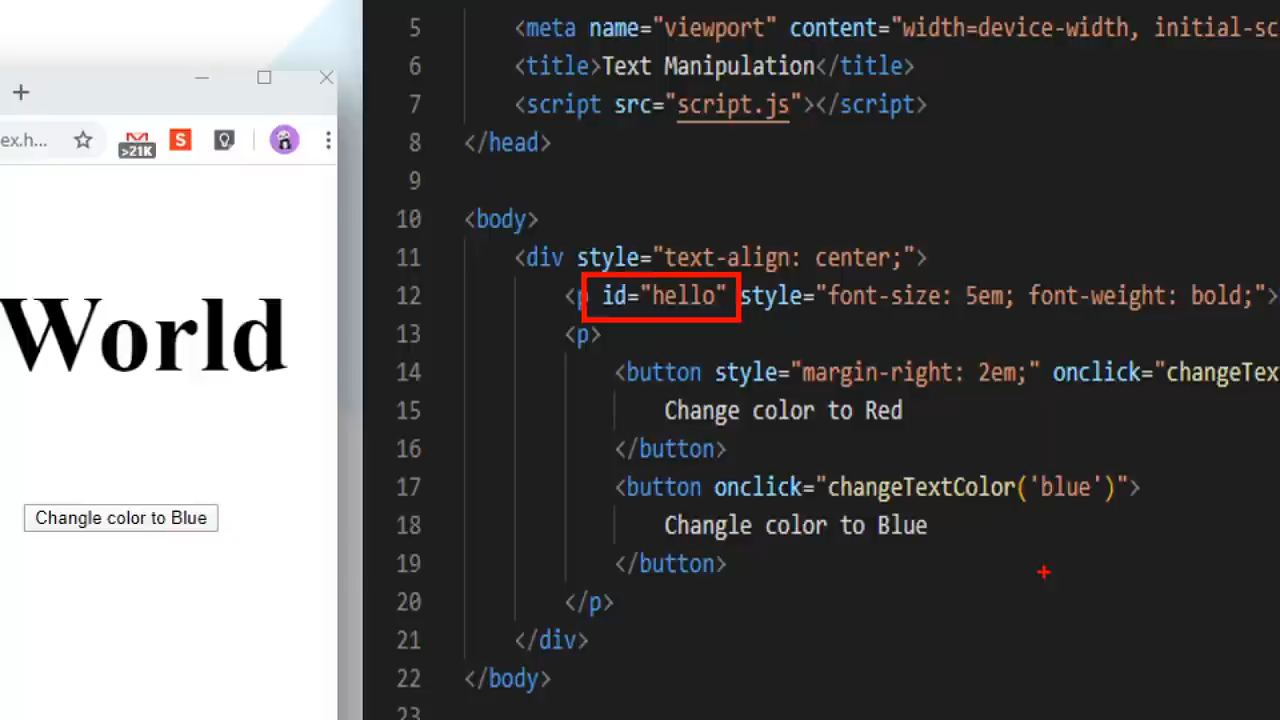 ex.h...
>21K
S
World
Changle color to Blue
5 <meta name="viewport" content="width=device-width, initial-sc
6 <title>Text Manipulation</title>
7 <script src="script.js"></script>
8 </head>
9
10 <body>
11 <div style="text-align: center;">
12 <p id="hello" style="font-size: 5em; font-weight: bold;">
13 <p>
14 <button style="margin-right: 2em;" onclick="changeTex
15 Change color to Red
16 </button>
17 <button onclick="changeTextColor('blue')">
18 Changle color to Blue
19 </button>
20 </p>
21 </div>
22 </body>
23